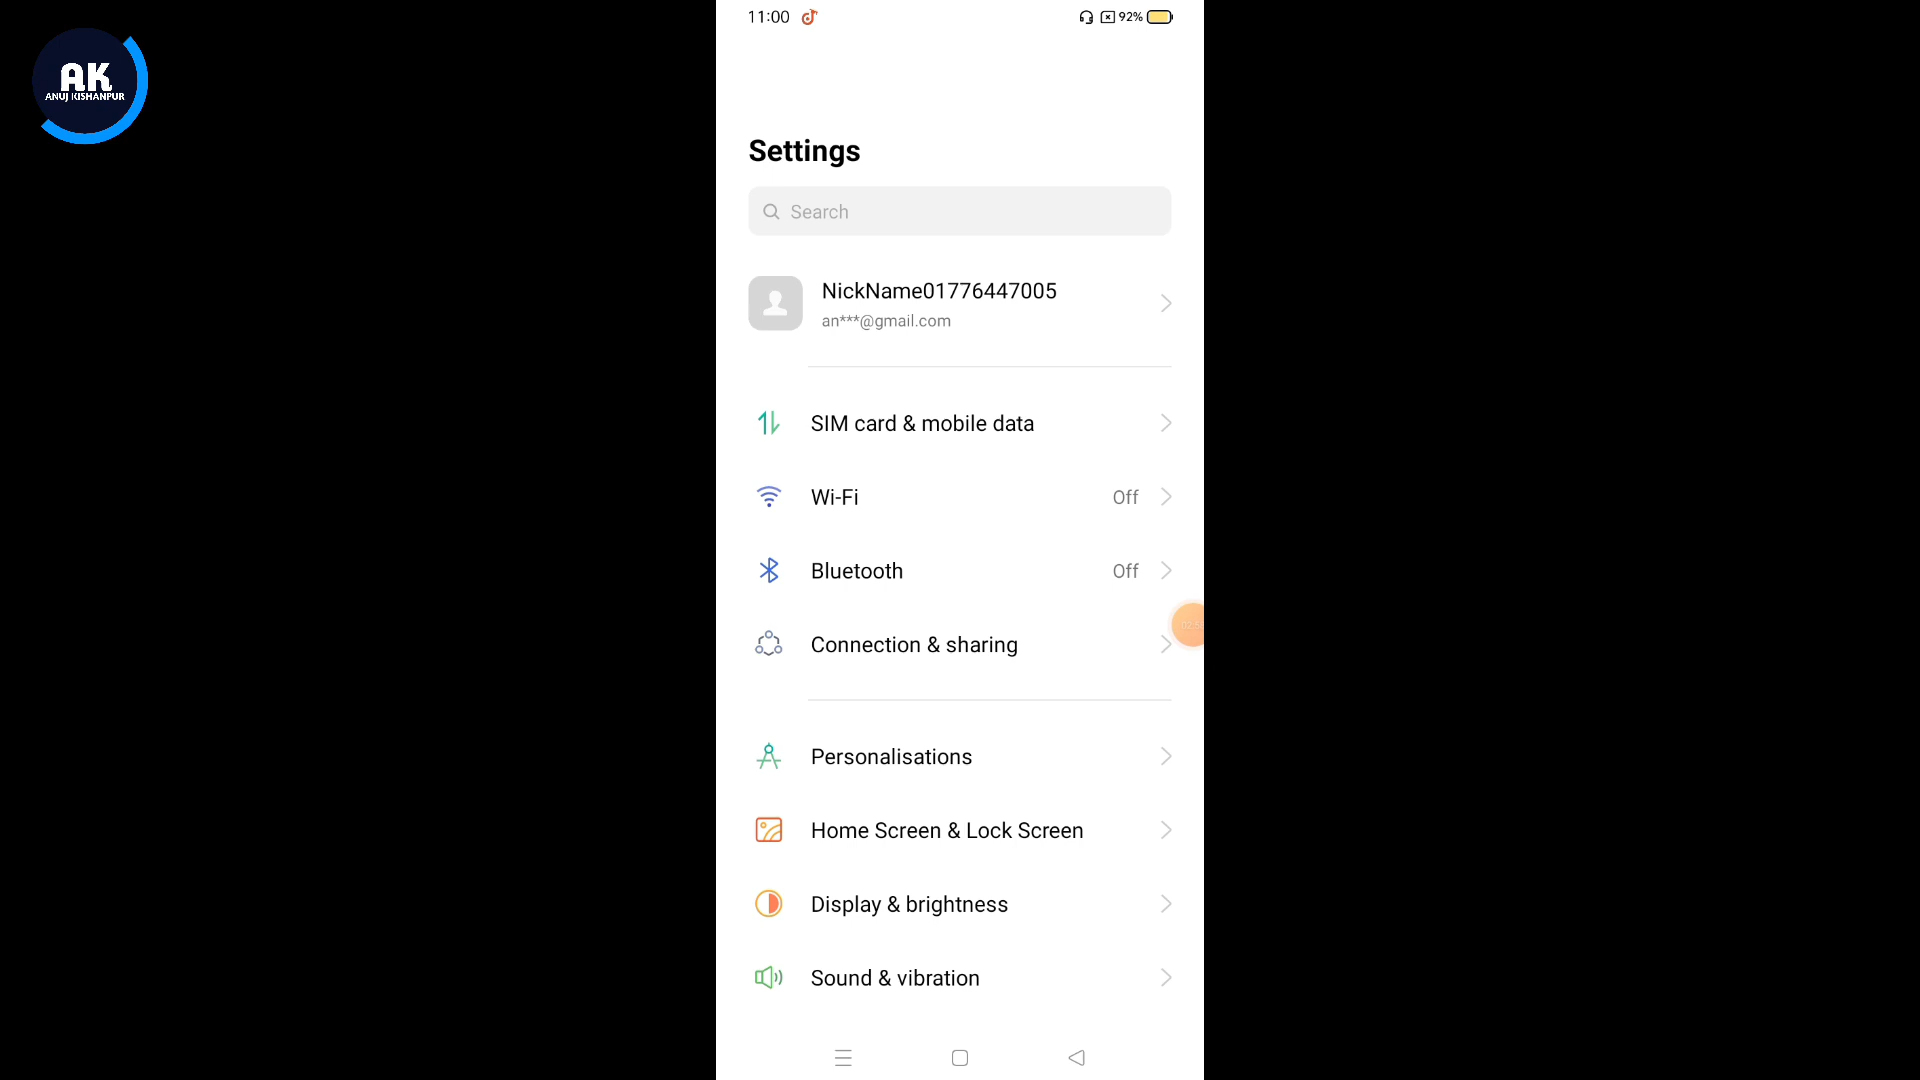 AK
ANUJ KISHANPUR
11:00
92%
Settings
Search
NickName01776447005
an***@gmail.com
SIM card & mobile data
Wi-Fi Off
Bluetooth Off
Connection & sharing
Personalisations
Home Screen & Lock Screen
Display & brightness
Sound & vibration